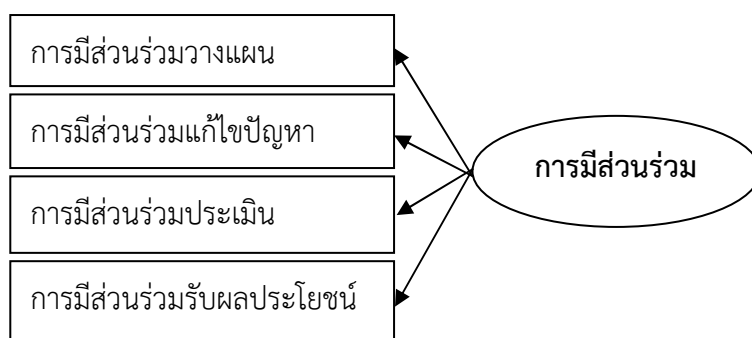 การมีส่วนร่วมวางแผน
การมีส่วนร่วมแก้ไขปัญหา
การมีส่วนร่วม
การมีส่วนร่วมประเมิน
การมีส่วนร่วมรับผลประโยชน์